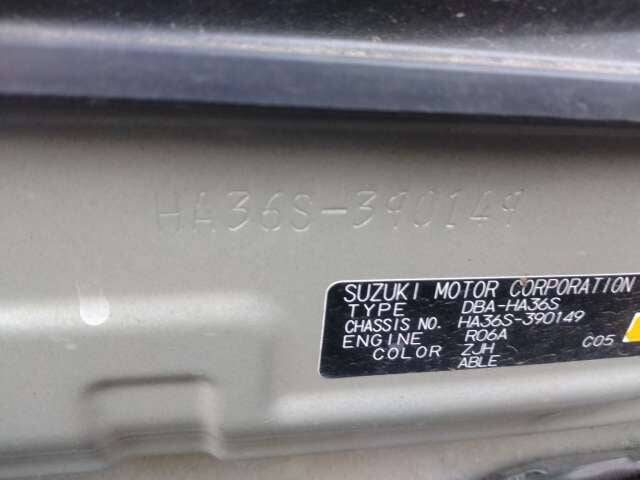 HA36S-390149
SUZUKI MOTOR CORPORATION
TYPE DBA-HA36S
CHASSIS NO. HA36S-390149
ENGINE R06A
COLOR ZJH C05
ABLE